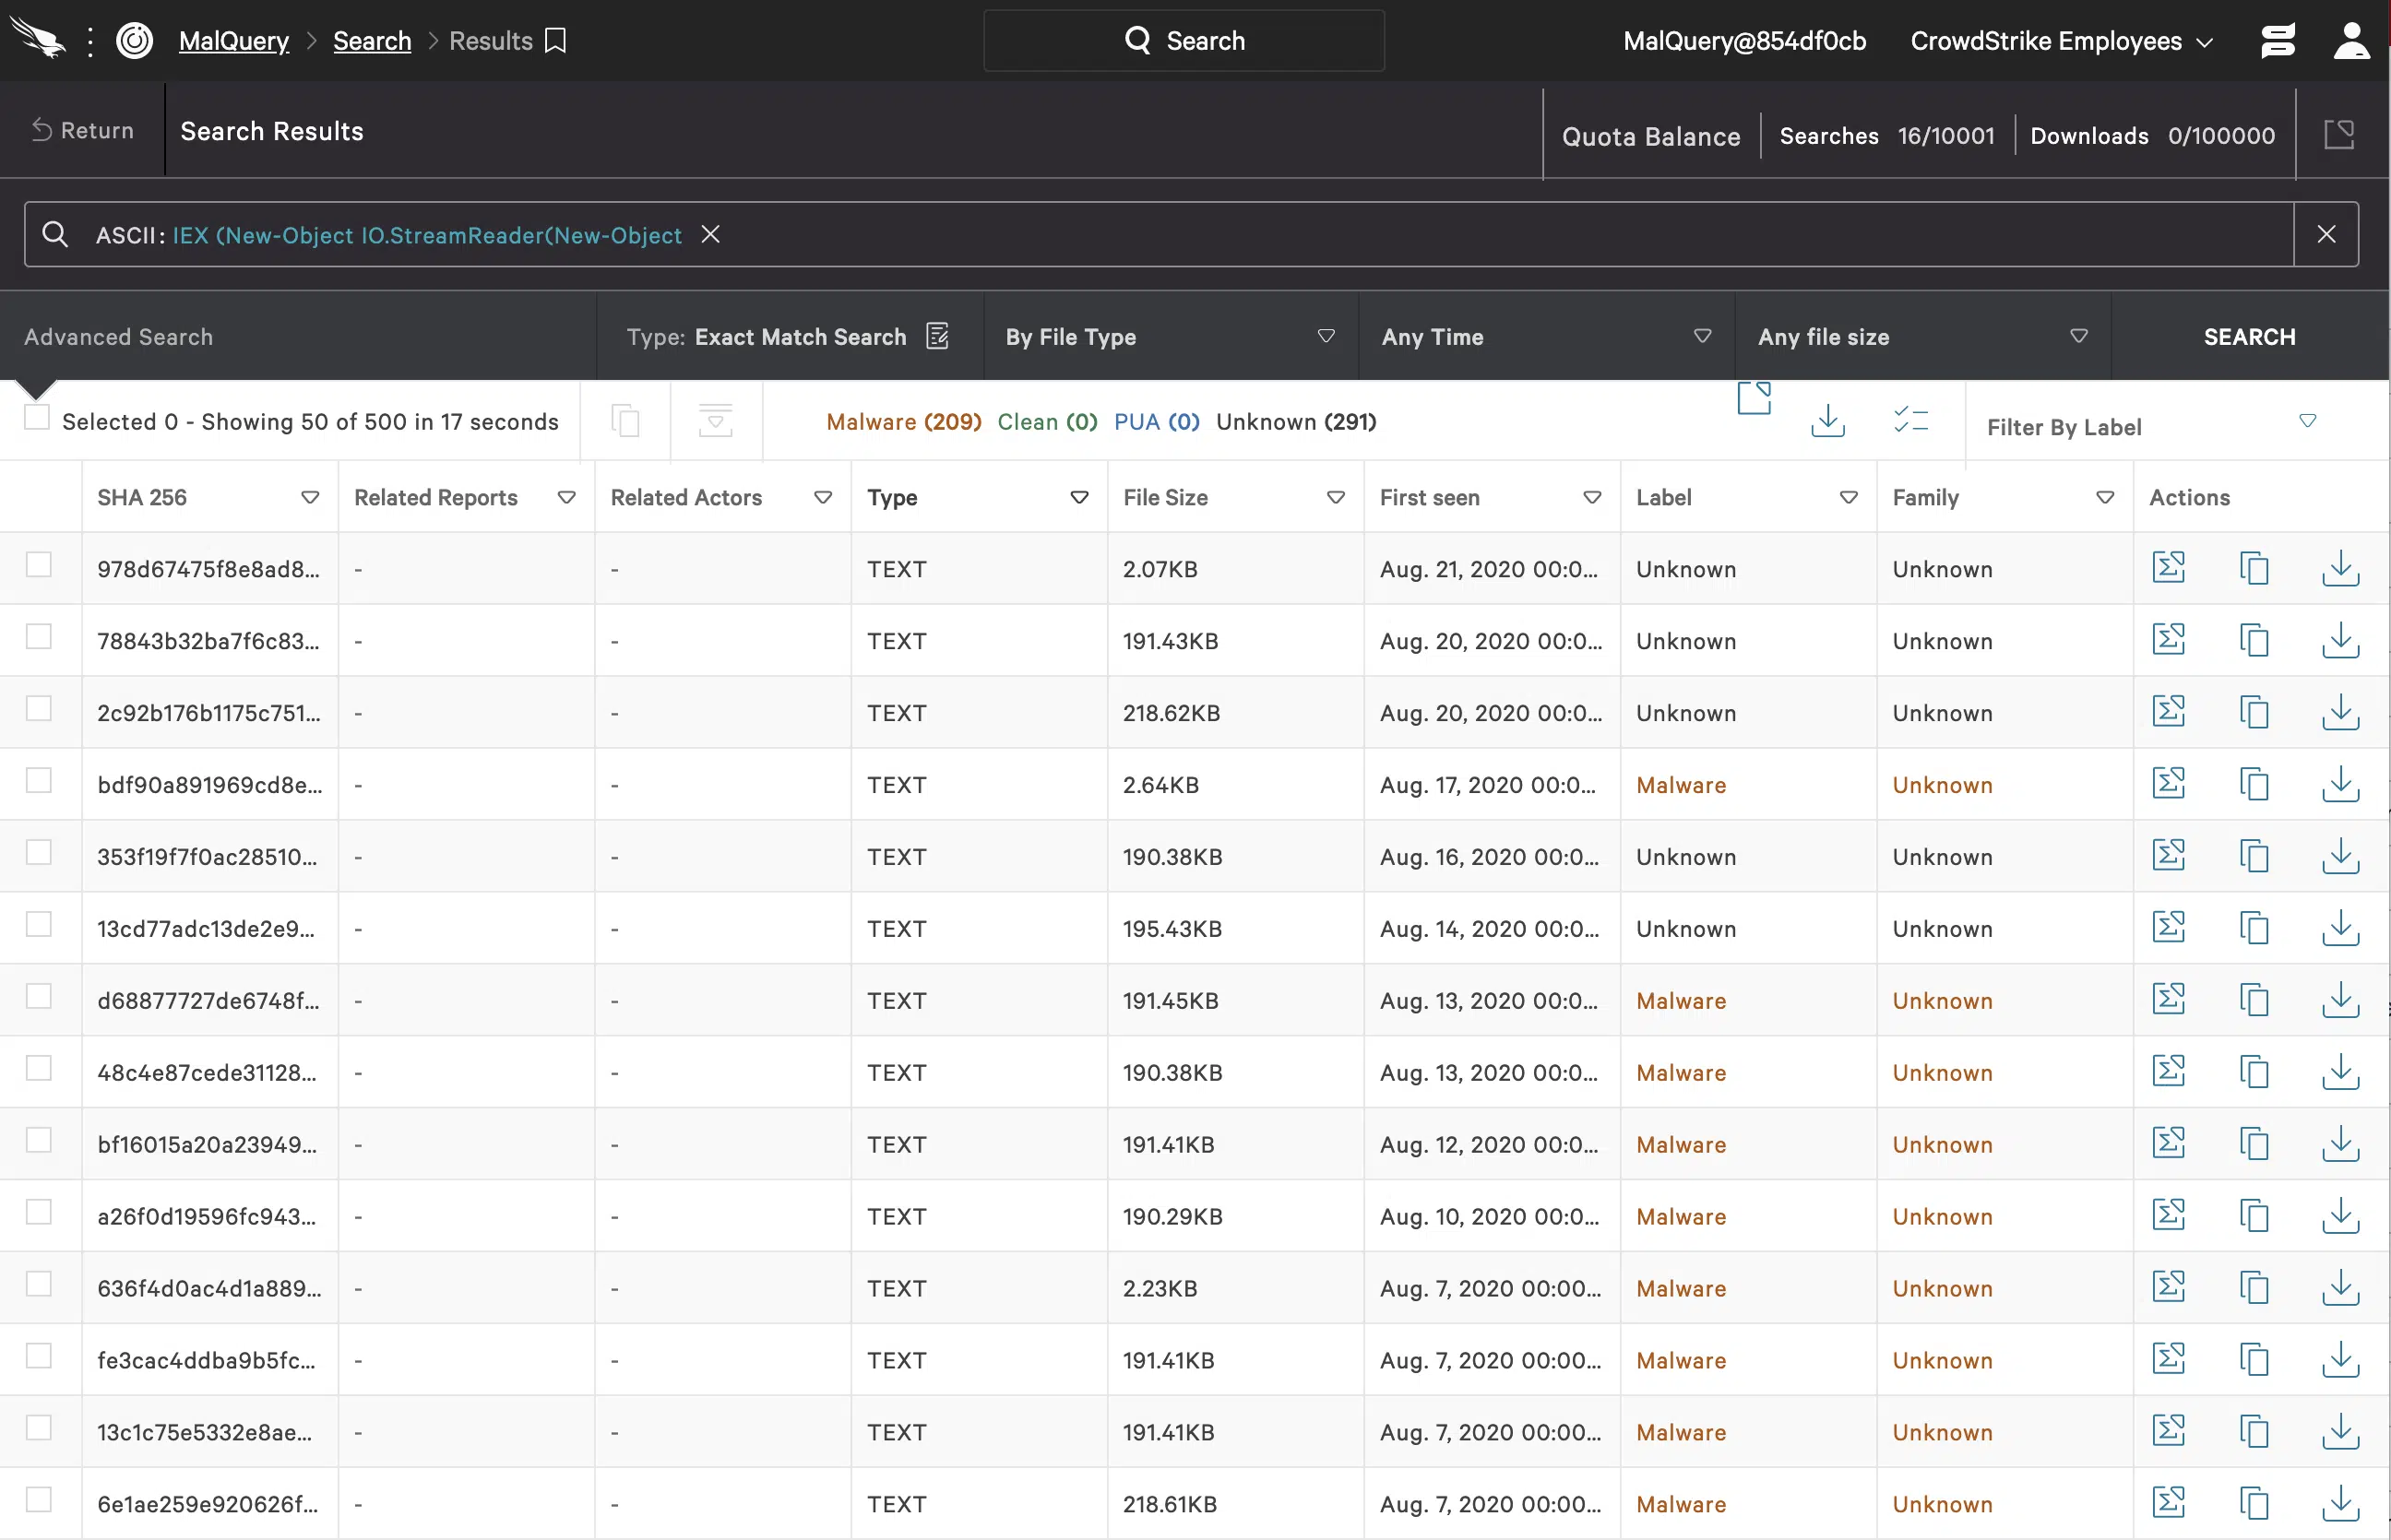 MalQuery > Search > Results
Search
MalQuery@854df0cb CrowdStrike Employees
Return Search Results
Quota Balance Searches 16/10001 Downloads 0/100000
ASCII: IEX (New-Object IO.StreamReader(New-Object
Advanced Search Type: Exact Match Search By File Type Any Time Any file size SEARCH
Selected 0 - Showing 50 of 500 in 17 seconds Malware (209) Clean (0) PUA (0) Unknown (291) Filter By Label
SHA 256 Related Reports Related Actors Type File Size First seen Label Family Actions
978d67475f8e8ad8... - - TEXT 2.07KB Aug. 21, 2020 00:0... Unknown Unknown
78843b32ba7f6c83... - - TEXT 191.43KB Aug. 20, 2020 00:0... Unknown Unknown
2c92b176b1175c751... - - TEXT 218.62KB Aug. 20, 2020 00:0... Unknown Unknown
bdf90a891969cd8e... - - TEXT 2.64KB Aug. 17, 2020 00:0... Malware Unknown
353f19f7f0ac28510... - - TEXT 190.38KB Aug. 16, 2020 00:0... Unknown Unknown
13cd77adc13de2e9... - - TEXT 195.43KB Aug. 14, 2020 00:0... Unknown Unknown
d68877727de6748f... - - TEXT 191.45KB Aug. 13, 2020 00:0... Malware Unknown
48c4e87cede31128... - - TEXT 190.38KB Aug. 13, 2020 00:0... Malware Unknown
bf16015a20a23949... - - TEXT 191.41KB Aug. 12, 2020 00:0... Malware Unknown
a26f0d19596fc943... - - TEXT 190.29KB Aug. 10, 2020 00:0... Malware Unknown
636f4d0ac4d1a889... - - TEXT 2.23KB Aug. 7, 2020 00:00... Malware Unknown
fe3cac4ddba9b5fc... - - TEXT 191.41KB Aug. 7, 2020 00:00... Malware Unknown
13c1c75e5332e8ae... - - TEXT 191.41KB Aug. 7, 2020 00:00... Malware Unknown
6e1ae259e920626f... - - TEXT 218.61KB Aug. 7, 2020 00:00... Malware Unknown